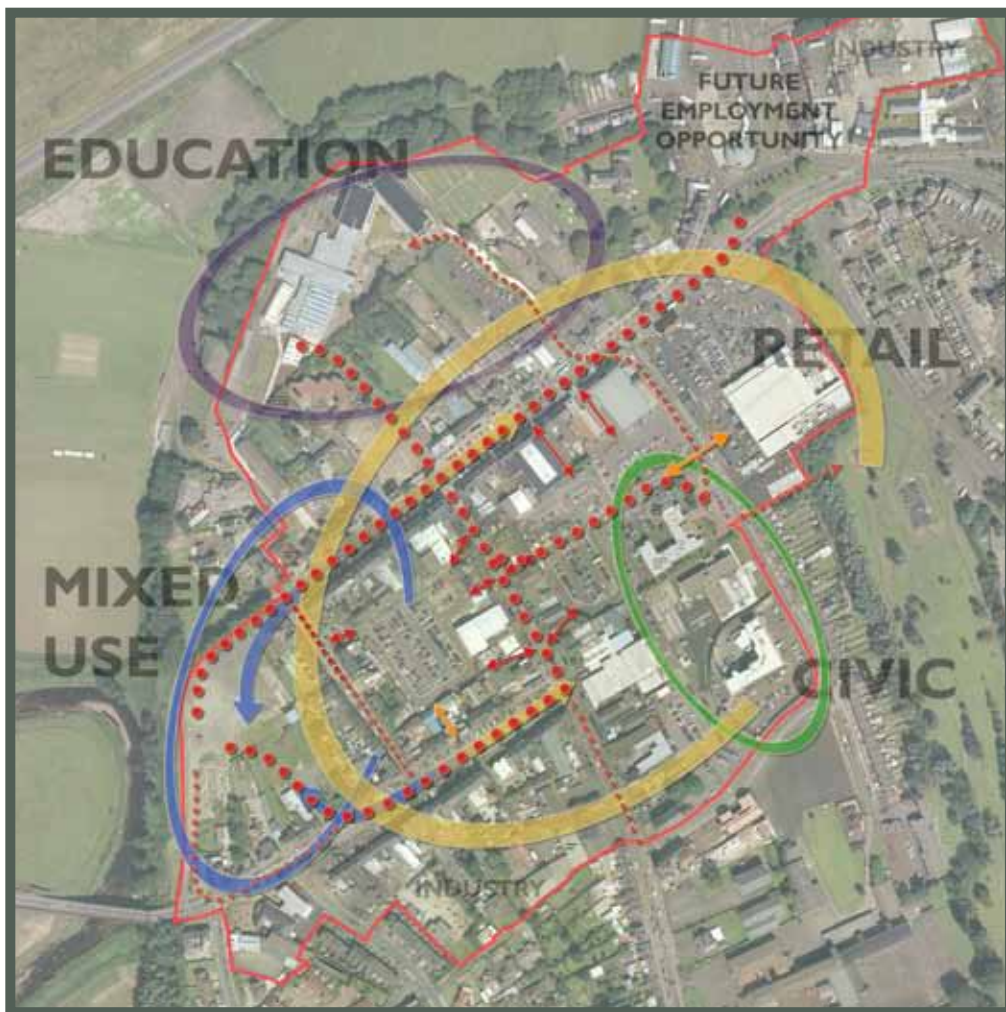 INDUSTRY
FUTURE
EMPLOYMENT
OPPORTUNITY
EDUCATION
RETAIL
MIXED
USE
CIVIC
INDUSTRY